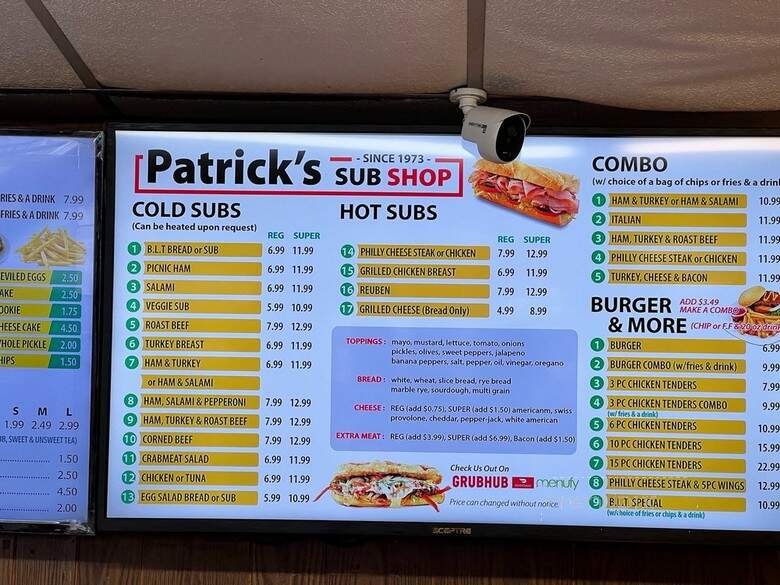 RIES & A DRINK 7.99
FRIES & A DRINK 7.99
EVILED EGGS 2.50
AKE 2.50
OOKIE 1.75
HEESE CAKE 4.50
HOLE PICKLE 2.00
HIPS 1.50
S M L
1.99 2.49 2.99
SWEET & UNSWEET TEA)
1.50
2.50
4.50
2.00
Patrick's
- SINCE 1973 -
SUB SHOP
COLD SUBS
(Can be heated upon request)
REG SUPER
1 B.L.T BREAD or SUB 6.99 11.99
2 PICNIC HAM 6.99 11.99
3 SALAMI 6.99 11.99
4 VEGGIE SUB 5.99 10.99
5 ROAST BEEF 7.99 12.99
6 TURKEY BREAST 6.99 11.99
7 HAM & TURKEY 6.99 11.99
or HAM & SALAMI
8 HAM, SALAMI & PEPPERONI 7.99 12.99
9 HAM, TURKEY & ROAST BEEF 7.99 12.99
10 CORNED BEEF 7.99 12.99
11 CRABMEAT SALAD 6.99 11.99
12 CHICKEN or TUNA 6.99 11.99
13 EGG SALAD BREAD or SUB 5.99 10.99
HOT SUBS
REG SUPER
14 PHILLY CHEESE STEAK or CHICKEN 7.99 12.99
15 GRILLED CHICKEN BREAST 6.99 11.99
16 REUBEN 7.99 12.99
17 GRILLED CHEESE (Bread Only) 4.99 8.99
TOPPINGS: mayo, mustard, lettuce, tomato, onions
pickles, olives, sweet peppers, jalapeno
banana peppers, salt, pepper, oil, vinegar, oregano
BREAD: white, wheat, slice bread, rye bread
marble rye, sourdough, multi grain
CHEESE: REG (add $0.75), SUPER (add $1.50) americanm, swiss
provolone, cheddar, pepper-jack, white american
EXTRA MEAT: REG (add $3.99), SUPER (add $6.99), Bacon (add $1.50)
Check Us Out On
GRUBHUB menufy
Price can changed without notice.
SCEPTRE
COMBO
(w/ choice of a bag of chips or fries & a drin
1 HAM & TURKEY or HAM & SALAMI 10.99
2 ITALIAN 11.99
3 HAM, TURKEY & ROAST BEEF 11.99
4 PHILLY CHEESE STEAK or CHICKEN 11.99
5 TURKEY, CHEESE & BACON 11.99
BURGER & MORE
ADD $3.49
MAKE A COMBO
(CHIP or F.F & 20 oz drin
1 BURGER 6.99
2 BURGER COMBO (w/fries & drink) 9.99
3 3 PC CHICKEN TENDERS 7.99
4 3 PC CHICKEN TENDERS COMBO 9.99
(w/ fries & a drink)
5 6 PC CHICKEN TENDERS 10.99
6 10 PC CHICKEN TENDERS 15.99
7 15 PC CHICKEN TENDERS 22.99
8 PHILLY CHEESE STEAK & 5PC WINGS 12.99
9 B.L.T SPECIAL 10.99
(w/choice of fries or chips & a drink)